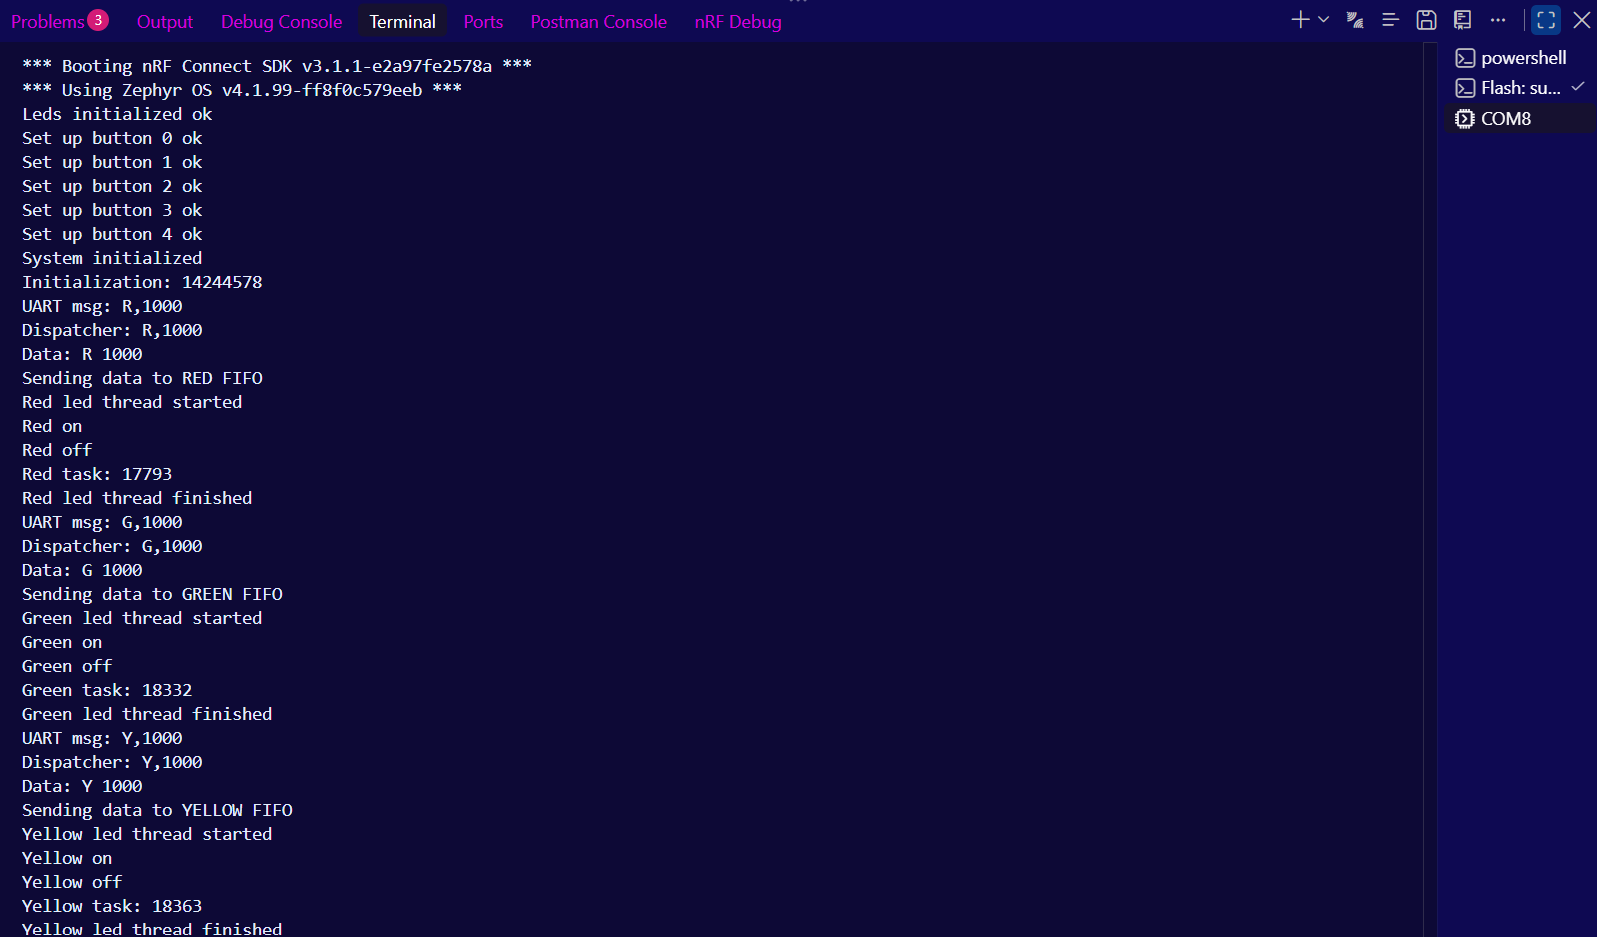 Problems 3 Output Debug Console Terminal Ports Postman Console nRF Debug
*** Booting nRF Connect SDK v3.1.1-e2a97fe2578a ***
*** Using Zephyr OS v4.1.99-ff8f0c579eeb ***
Leds initialized ok
Set up button 0 ok
Set up button 1 ok
Set up button 2 ok
Set up button 3 ok
Set up button 4 ok
System initialized
Initialization: 14244578
UART msg: R,1000
Dispatcher: R,1000
Data: R 1000
Sending data to RED FIFO
Red led thread started
Red on
Red off
Red task: 17793
Red led thread finished
UART msg: G,1000
Dispatcher: G,1000
Data: G 1000
Sending data to GREEN FIFO
Green led thread started
Green on
Green off
Green task: 18332
Green led thread finished
UART msg: Y,1000
Dispatcher: Y,1000
Data: Y 1000
Sending data to YELLOW FIFO
Yellow led thread started
Yellow on
Yellow off
Yellow task: 18363
Yellow led thread finished
powershell
Flash: su...
COM8